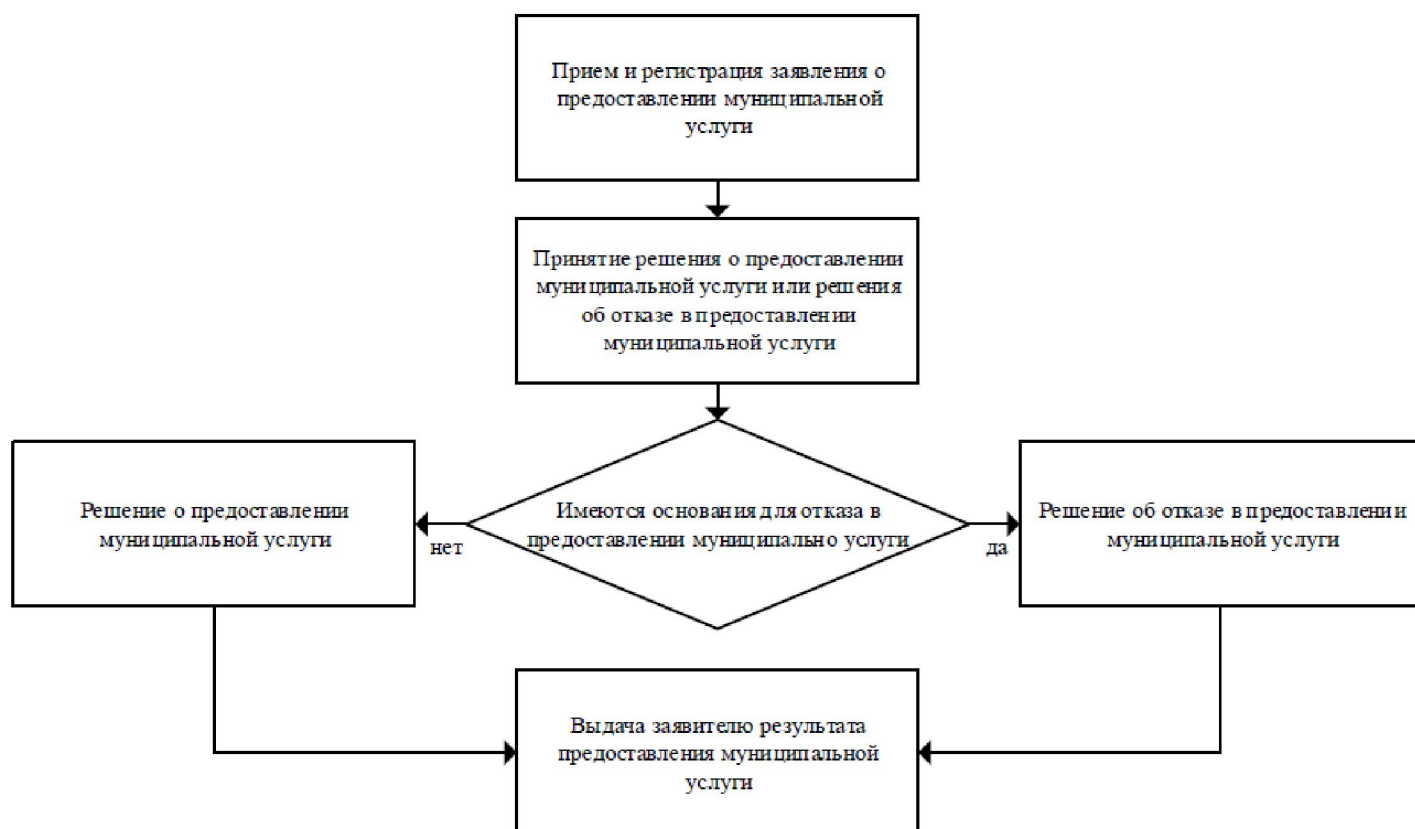 Прием и регистрация заявления о
предоставлении муниципальной
услуги
Принятие решения о предоставлении
муниципальной услуги или решения
об отказе в предоставлении
муниципальной услуги
Решение о предоставлении
муниципальной услуги
нет
Имеются основания для отказа в
предоставлении муниципально услуги
да
Решение об отказе в предоставлении
муниципальной услуги
Выдача заявителю результата
предоставления муниципальной
услуги